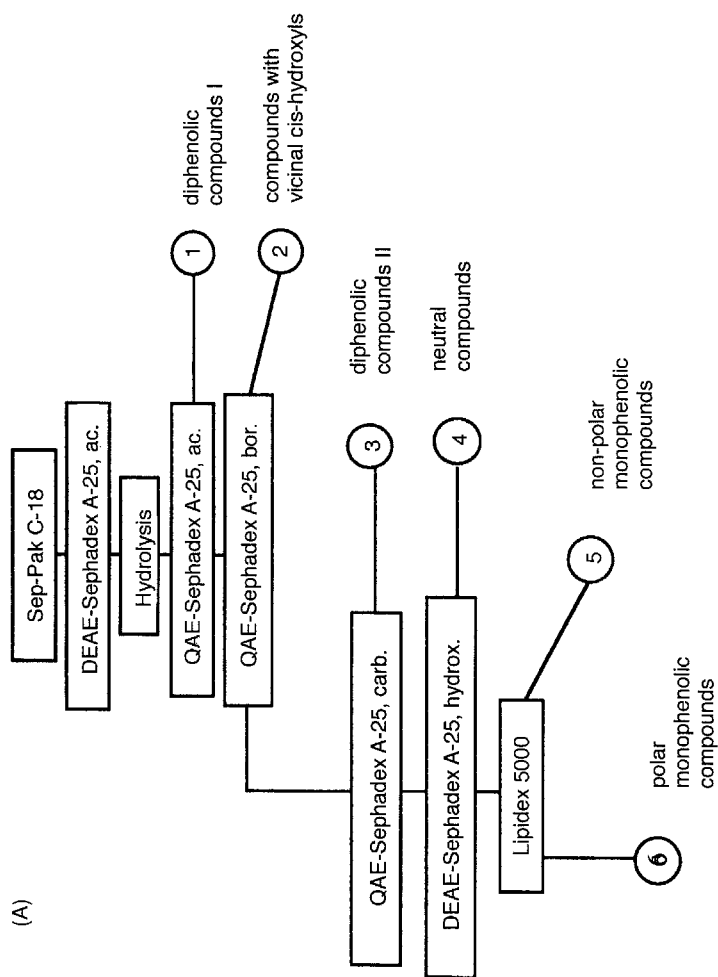 (A)
Sep-Pak C-18
DEAE-Sephadex A-25, ac.
Hydrolysis
QAE-Sephadex A-25, ac.
1
diphenolic
compounds I
QAE-Sephadex A-25, bor.
2
compounds with
vicinal cis-hydroxyls
QAE-Sephadex A-25, carb.
3
diphenolic
compounds II
DEAE-Sephadex A-25, hydrox.
4
neutral
compounds
Lipidex 5000
5
non-polar
monophenolic
compounds
6
polar
monophenolic
compounds